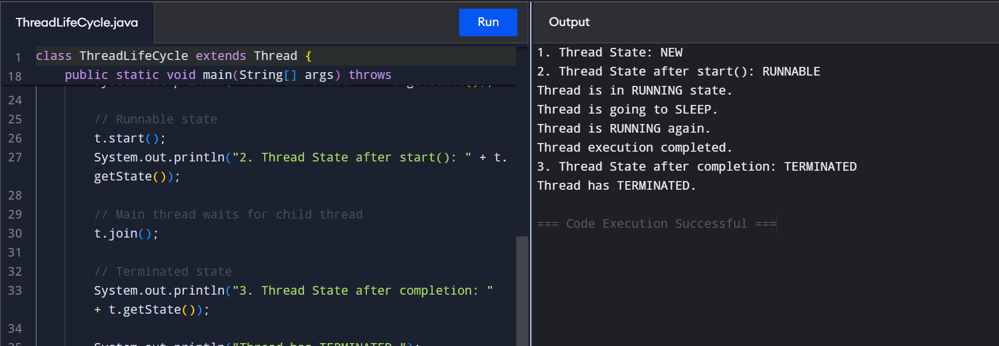 ThreadLifeCycle.java
Run
1 class ThreadLifeCycle extends Thread {
18 public static void main(String[] args) throws
24
25 // Runnable state
26 t.start();
27 System.out.println("2. Thread State after start(): " + t.
getState());
28
29 // Main thread waits for child thread
30 t.join();
31
32 // Terminated state
33 System.out.println("3. Thread State after completion: "
+ t.getState());
34
35 System.out.println("Thread has TERMINATED.");
Output
1. Thread State: NEW
2. Thread State after start(): RUNNABLE
Thread is in RUNNING state.
Thread is going to SLEEP.
Thread is RUNNING again.
Thread execution completed.
3. Thread State after completion: TERMINATED
Thread has TERMINATED.
=== Code Execution Successful ===